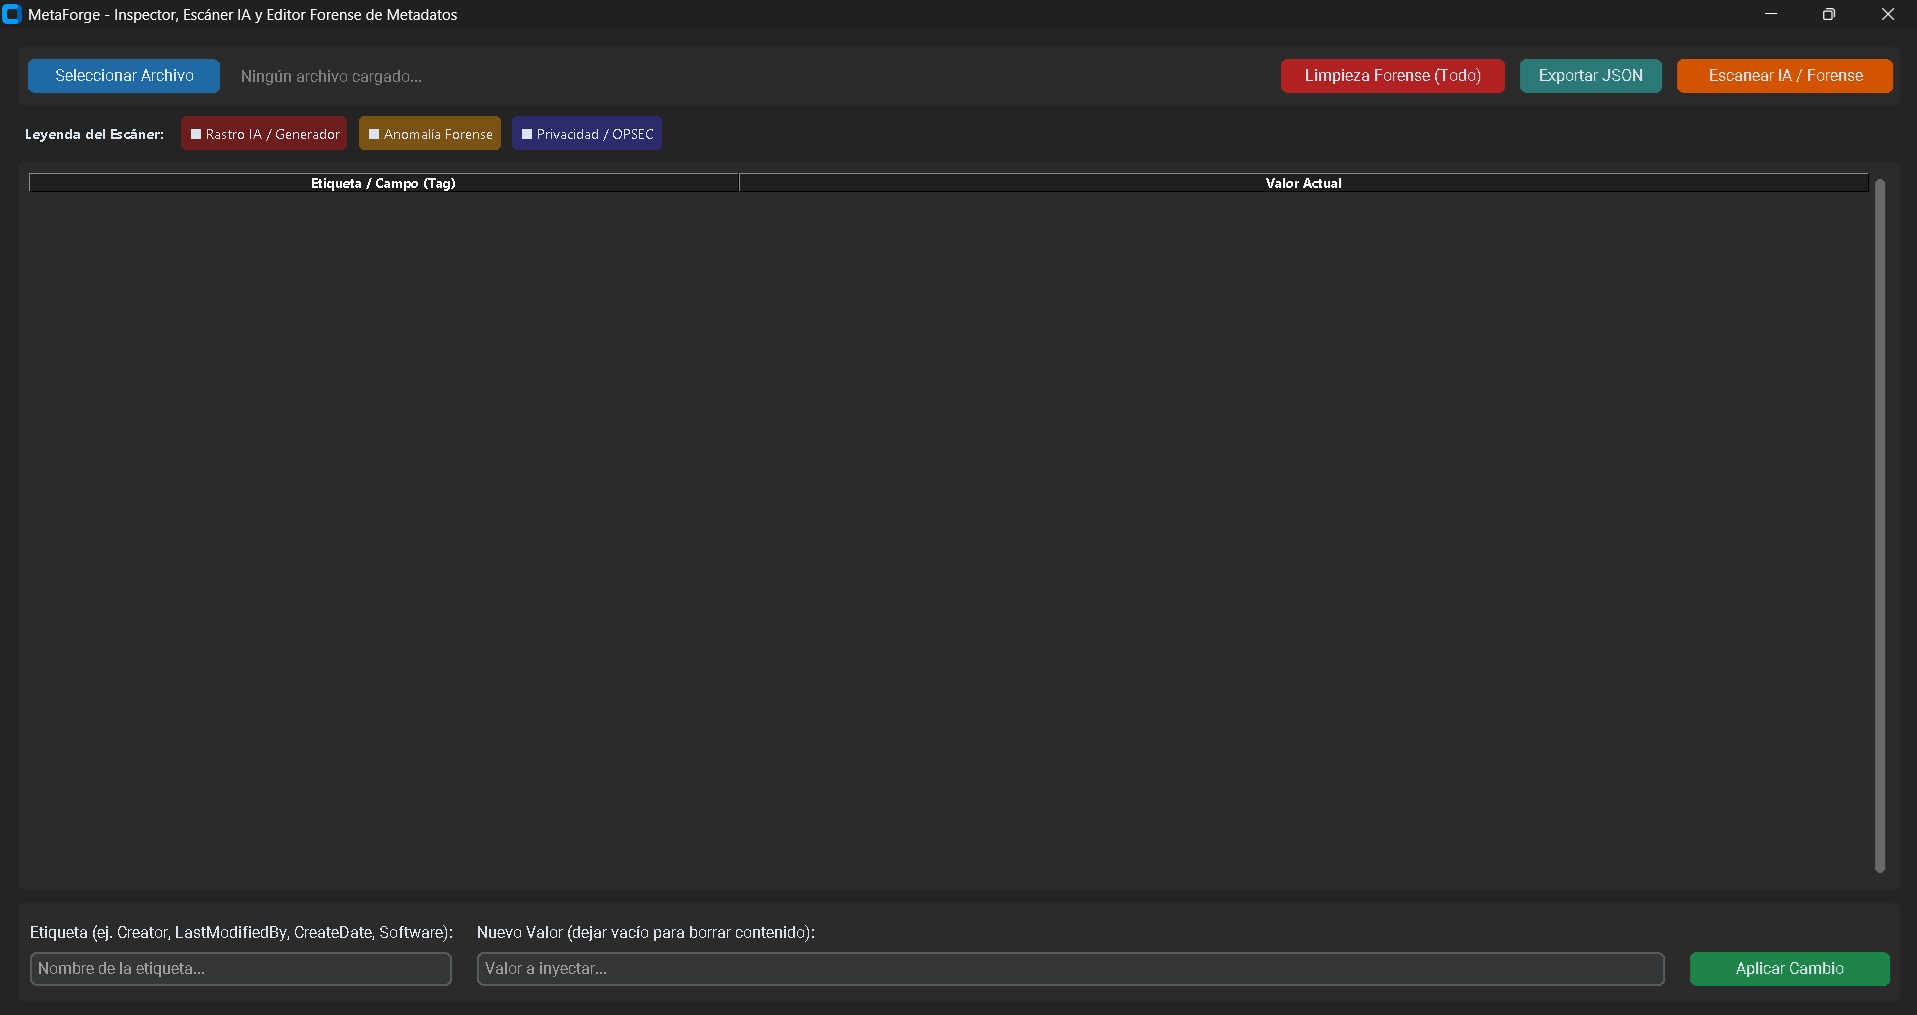 MetaForge - Inspector, Escáner IA y Editor Forense de Metadatos
Seleccionar Archivo
Ningún archivo cargado...
Limpieza Forense (Todo)
Exportar JSON
Escanear IA / Forense
Leyenda del Escáner:
Rastro IA / Generador
Anomalía Forense
Privacidad / OPSEC
Etiqueta / Campo (Tag)
Valor Actual
Etiqueta (ej. Creator, LastModifiedBy, CreateDate, Software):
Nuevo Valor (dejar vacío para borrar contenido):
Nombre de la etiqueta...
Valor a inyectar...
Aplicar Cambio